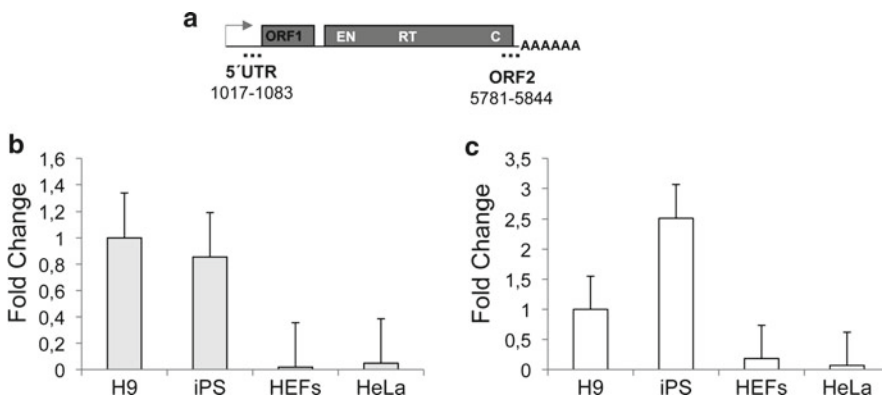 a
ORF1 EN RT C
AAAAAA
5´UTR ORF2
1017-1083 5781-5844
b
Fold Change
1,6
1,4
1,2
1
0,8
0,6
0,4
0,2
0
H9 iPS HEFs HeLa
c
Fold Change
3,5
3
2,5
2
1,5
1
0,5
0
H9 iPS HEFs HeLa